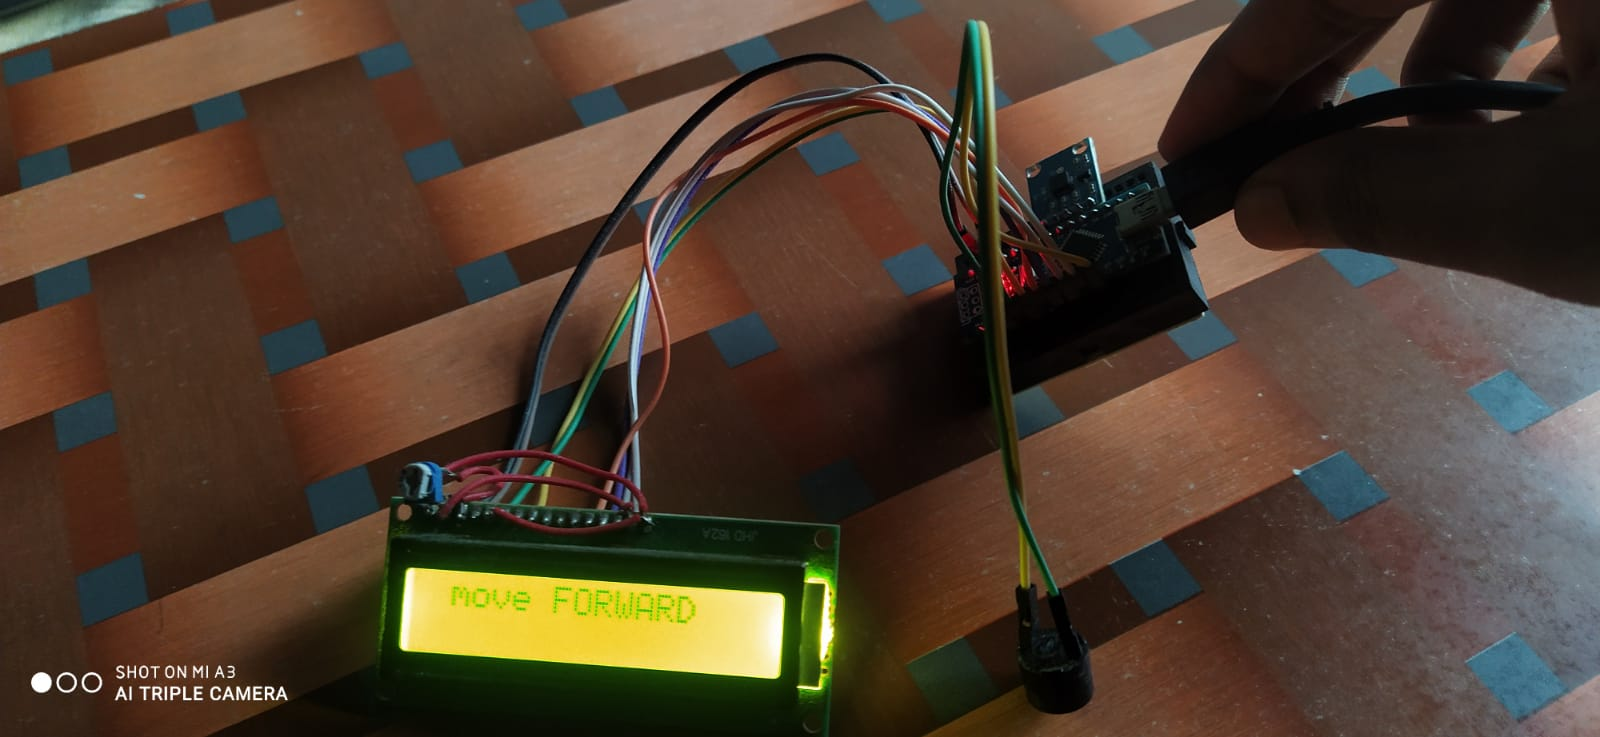 move FORWARD
JHD 162A
SHOT ON MI A3
AI TRIPLE CAMERA